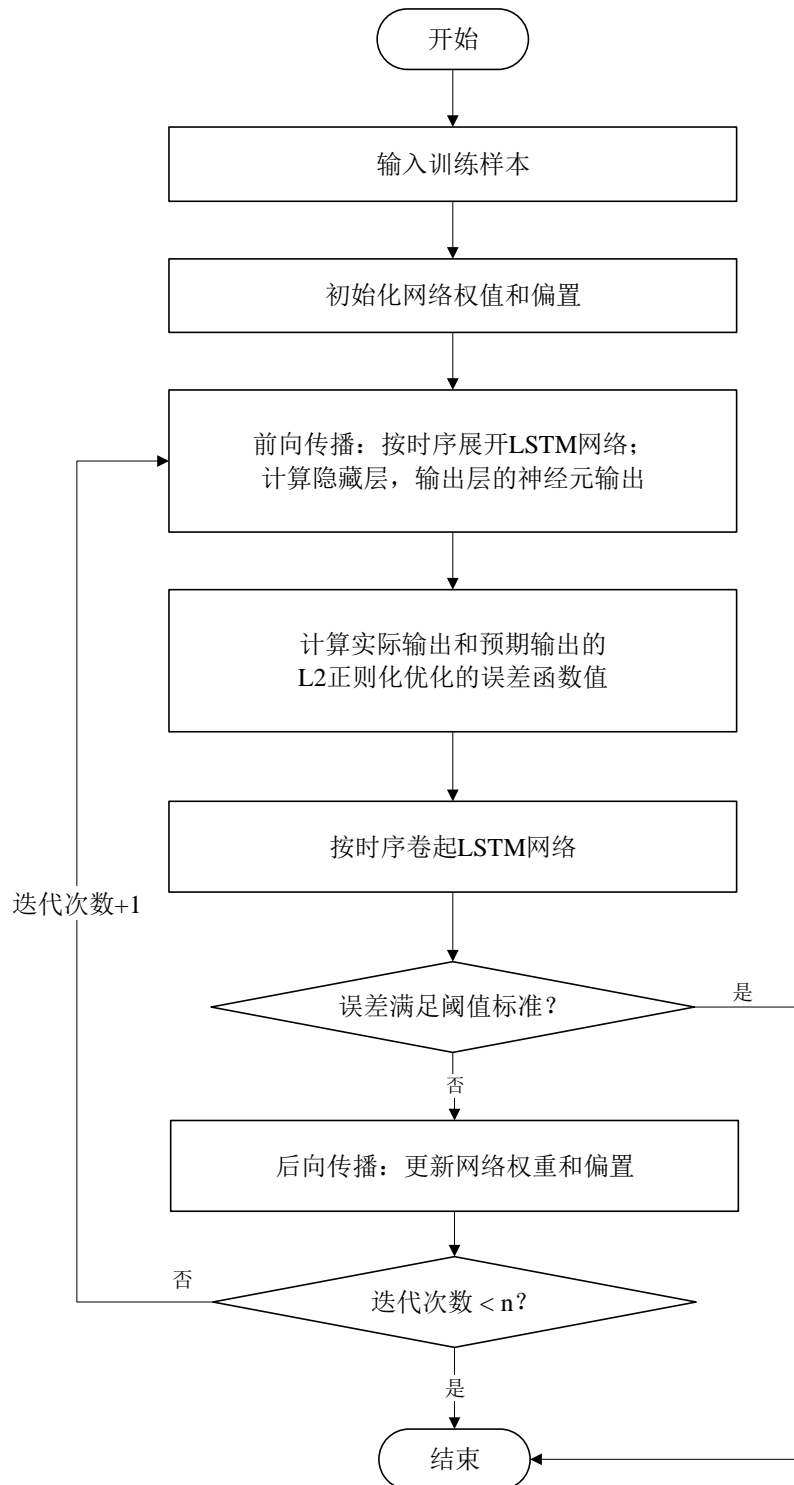 开始
输入训练样本
初始化网络权值和偏置
前向传播：按时序展开LSTM网络；
计算隐藏层，输出层的神经元输出
计算实际输出和预期输出的
L2正则化优化的误差函数值
按时序卷起LSTM网络
迭代次数+1
误差满足阈值标准？
是
否
后向传播：更新网络权重和偏置
否
迭代次数 < n？
是
结束